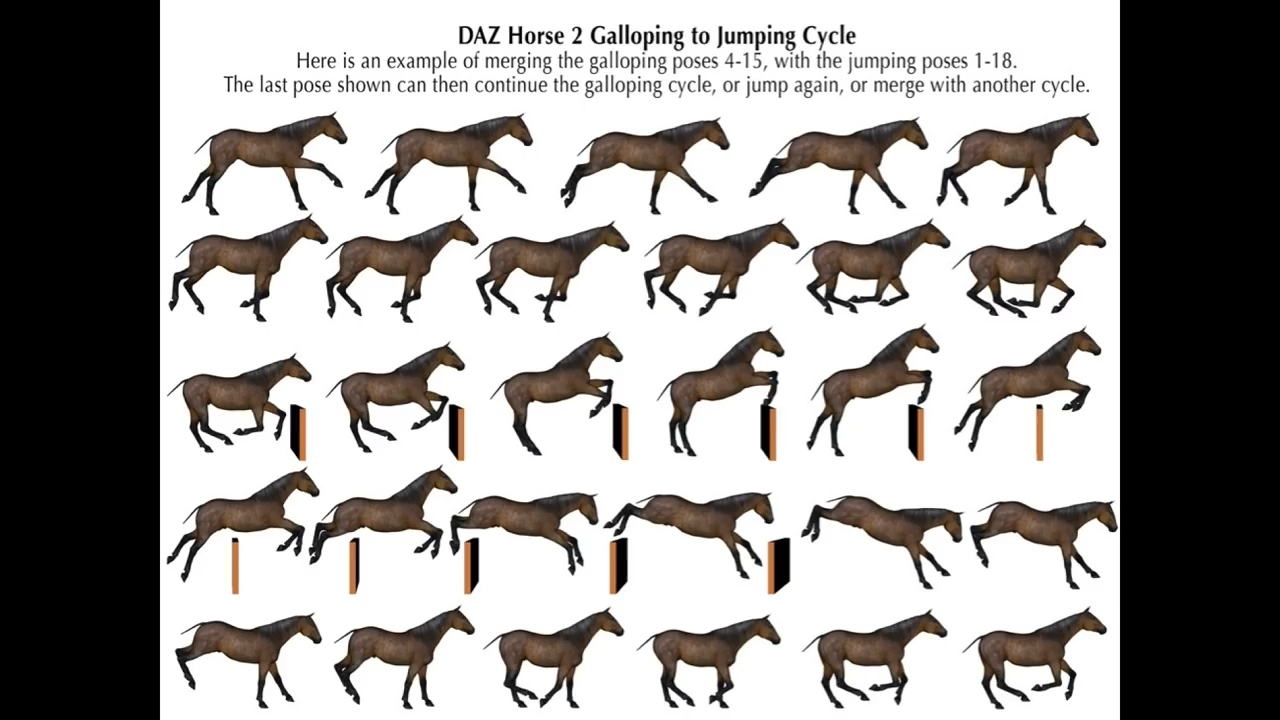 DAZ Horse 2 Galloping to Jumping Cycle
Here is an example of merging the galloping poses 4-15, with the jumping poses 1-18.
The last pose shown can then continue the galloping cycle, or jump again, or merge with another cycle.